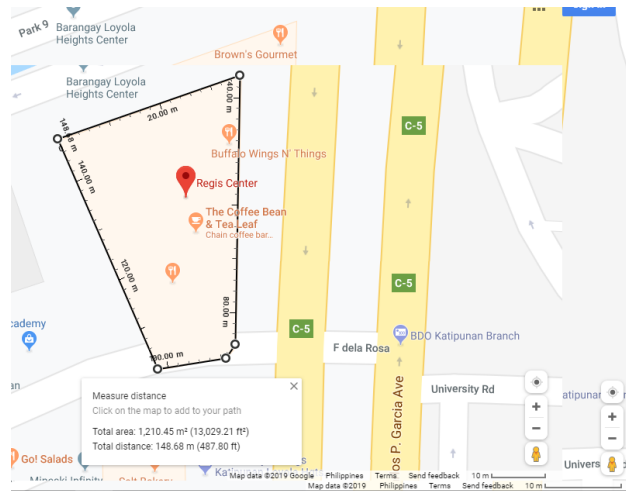 Park 9
Barangay Loyola
Heights Center
Brown's Gourmet
Barangay Loyola
Heights Center
C-5
20.00 m
40.00 m
148.68 m
140.00 m
Buffalo Wings N' Things
Regis Center
The Coffee Bean
& Tea Leaf
Chain coffee bar...
120.00 m
80.00 m
C-5
C-5
cademy
BDO Katipunan Branch
F dela Rosa
100.00 m
an
os P. Garcia Ave
University Rd
atipunan
Measure distance
Click on the map to add to your path
Total area: 1,210.45 m² (13,029.21 ft²)
Total distance: 148.68 m (487.80 ft)
Go! Salads
Univers
Map data ©2019 Google Philippines Terms Send feedback 10 m
Map data ©2019 Philippines Terms Send feedback 10 m